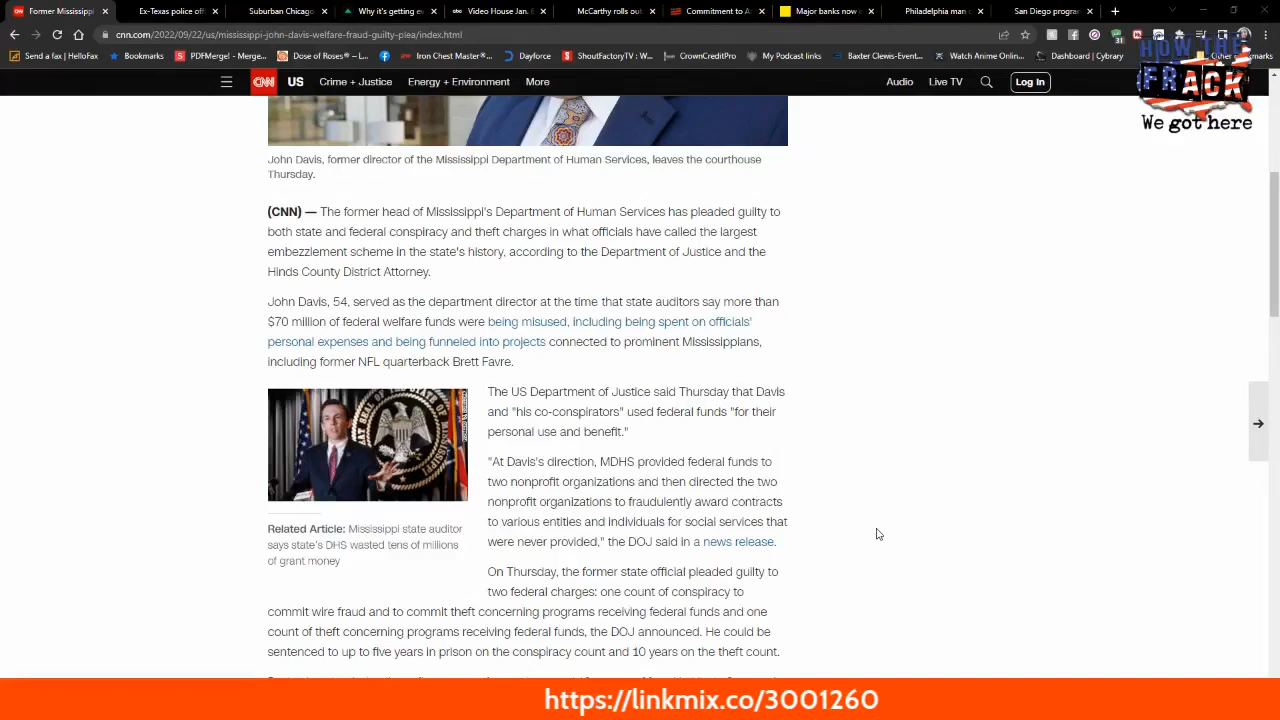 Former Mississippi
Ex-Texas police off
Suburban Chicago
Why it's getting ev
Video House Jan. 6
McCarthy rolls out
Commitment to A
Major banks now c
Philadelphia man c
San Diego program
cnn.com/2022/09/22/us/mississippi-john-davis-welfare-fraud-guilty-plea/index.html
Send a fax | HelloFax
Bookmarks
PDFMerge! - Merge...
Dose of Roses® – L...
Iron Chest Master®:...
Dayforce
ShoutFactoryTV :: W...
CrownCreditPro
My Podcast links
Baxter Clewis-Event...
Watch Anime Online...
Dashboard | Cybrary
Other Bookmarks
HOW THE
FRACK
We got here
CNN US Crime + Justice Energy + Environment More Audio Live TV Log In
John Davis, former director of the Mississippi Department of Human Services, leaves the courthouse
Thursday.
(CNN) — The former head of Mississippi's Department of Human Services has pleaded guilty to
both state and federal conspiracy and theft charges in what officials have called the largest
embezzlement scheme in the state's history, according to the Department of Justice and the
Hinds County District Attorney.
John Davis, 54, served as the department director at the time that state auditors say more than
$70 million of federal welfare funds were being misused, including being spent on officials'
personal expenses and being funneled into projects connected to prominent Mississippians,
including former NFL quarterback Brett Favre.
The US Department of Justice said Thursday that Davis
and "his co-conspirators" used federal funds "for their
personal use and benefit."
"At Davis's direction, MDHS provided federal funds to
two nonprofit organizations and then directed the two
nonprofit organizations to fraudulently award contracts
to various entities and individuals for social services that
were never provided," the DOJ said in a news release.
Related Article: Mississippi state auditor
says state's DHS wasted tens of millions
of grant money
On Thursday, the former state official pleaded guilty to
two federal charges: one count of conspiracy to
commit wire fraud and to commit theft concerning programs receiving federal funds and one
count of theft concerning programs receiving federal funds, the DOJ announced. He could be
sentenced to up to five years in prison on the conspiracy count and 10 years on the theft count.
https://linkmix.co/3001260